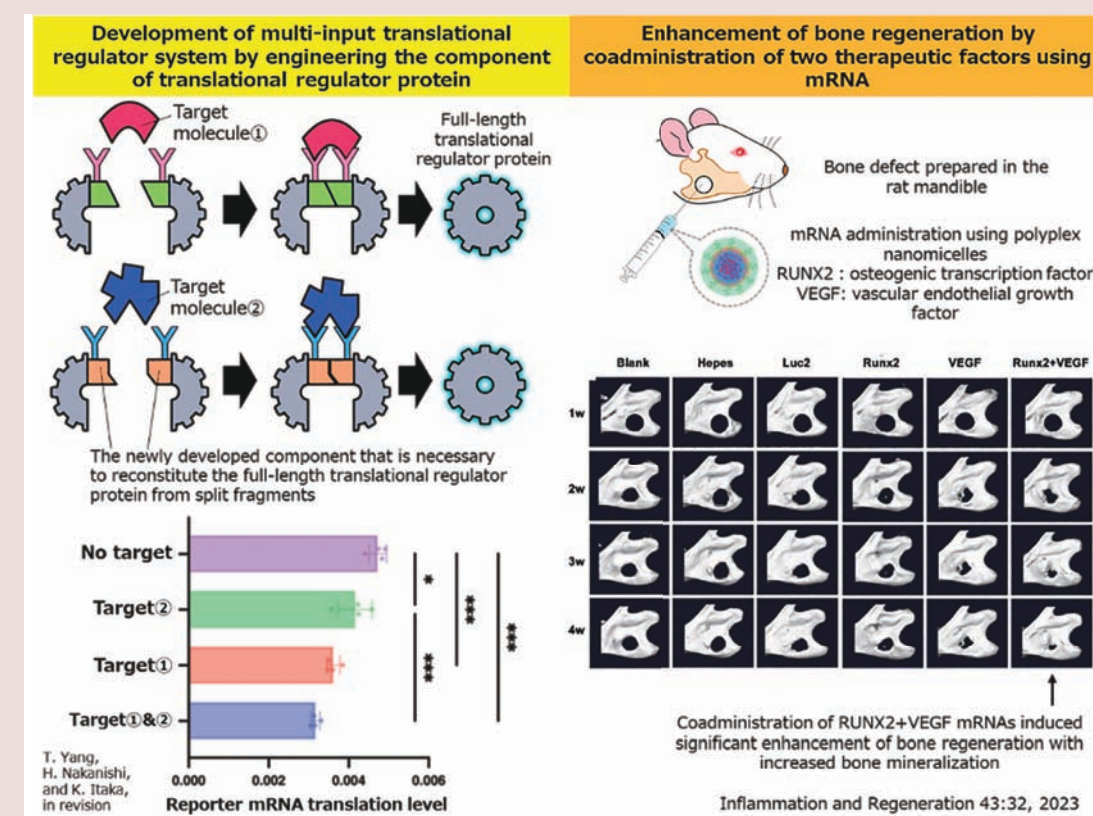 Development of multi-input translational
regulator system by engineering the component
of translational regulator protein
Target
molecule①
Full-length
translational
regulator protein
Target
molecule②
The newly developed component that is necessary
to reconstitute the full-length translational regulator
protein from split fragments
No target
Target②
Target①
Target①&②
*
***
***
***
0.000 0.002 0.004 0.006
Reporter mRNA translation level
T. Yang,
H. Nakanishi,
and K. Itaka,
in revision
Enhancement of bone regeneration by
coadministration of two therapeutic factors using
mRNA
Bone defect prepared in the
rat mandible
mRNA administration using polyplex
nanomicelles
RUNX2 : osteogenic transcription factor
VEGF: vascular endothelial growth
factor
Blank Hepes Luc2 Runx2 VEGF Runx2+VEGF
1w
2w
3w
4w
Coadministration of RUNX2+VEGF mRNAs induced
significant enhancement of bone regeneration with
increased bone mineralization
Inflammation and Regeneration 43:32, 2023